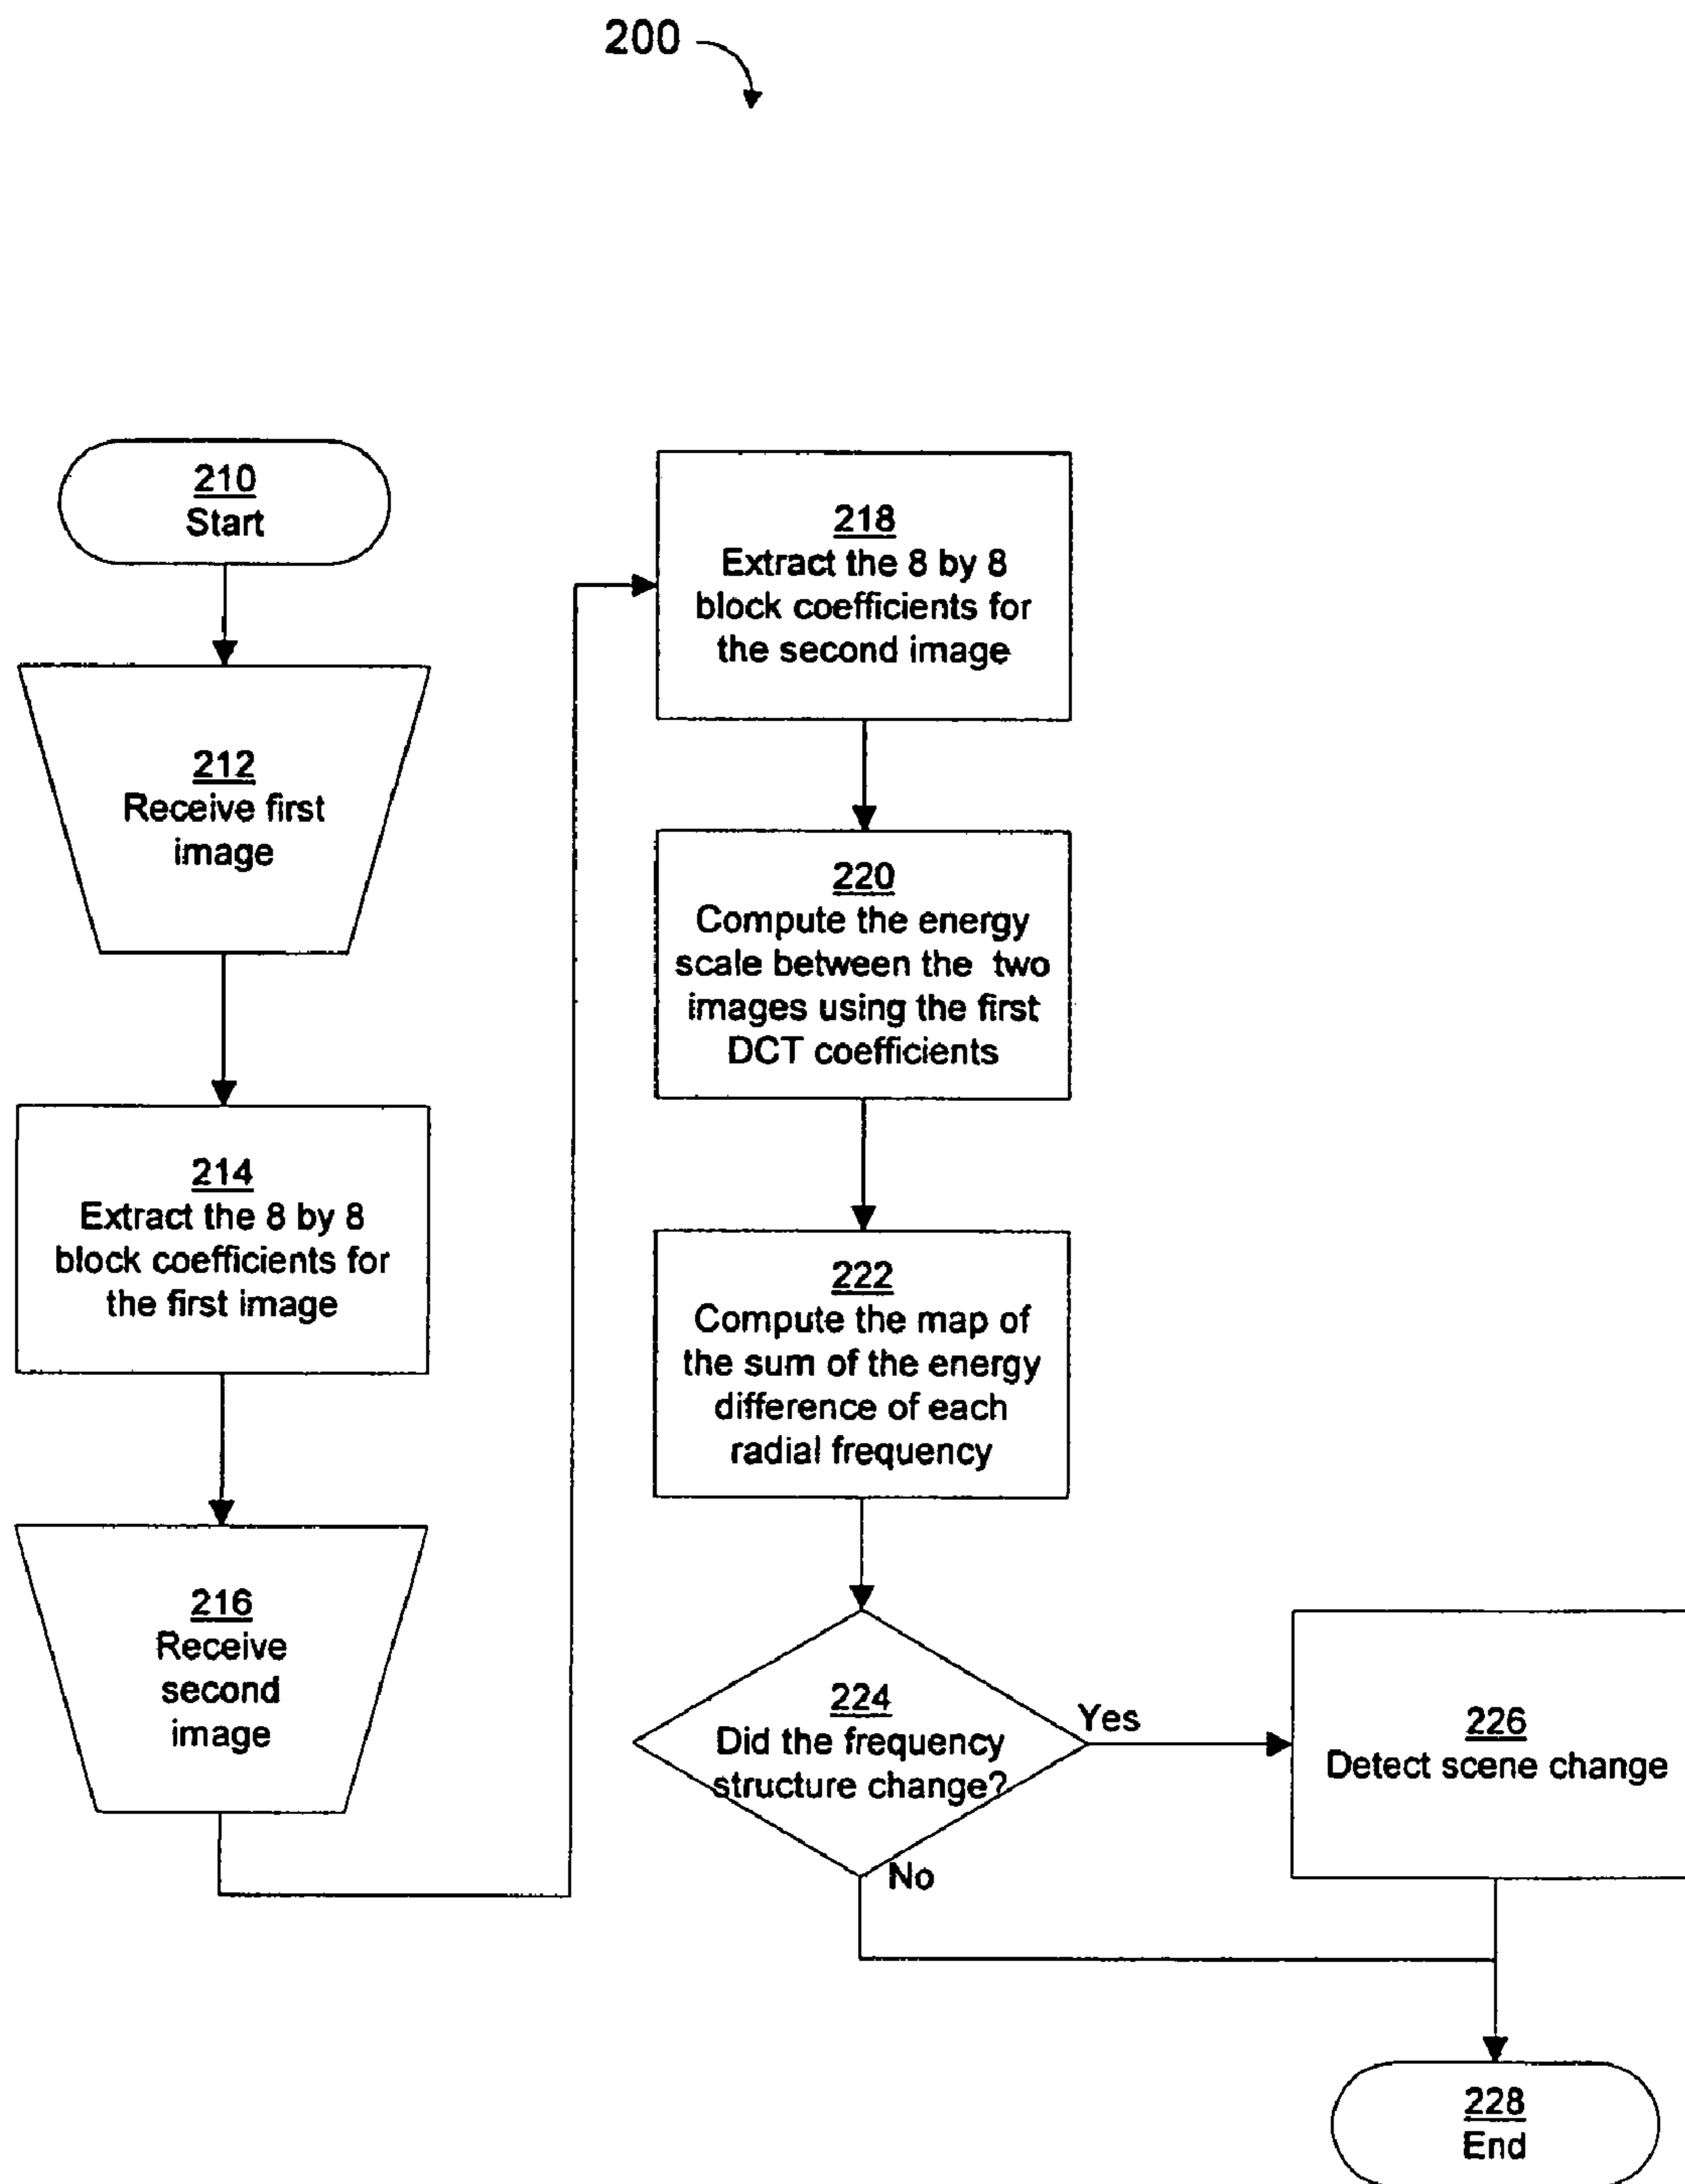 200
210
Start
212
Receive first
image
214
Extract the 8 by 8
block coefficients for
the first image
216
Receive
second
image
218
Extract the 8 by 8
block coefficients for
the second image
220
Compute the energy
scale between the two
images using the first
DCT coefficients
222
Compute the map of
the sum of the energy
difference of each
radial frequency
224
Did the frequency
structure change?
Yes
No
226
Detect scene change
228
End